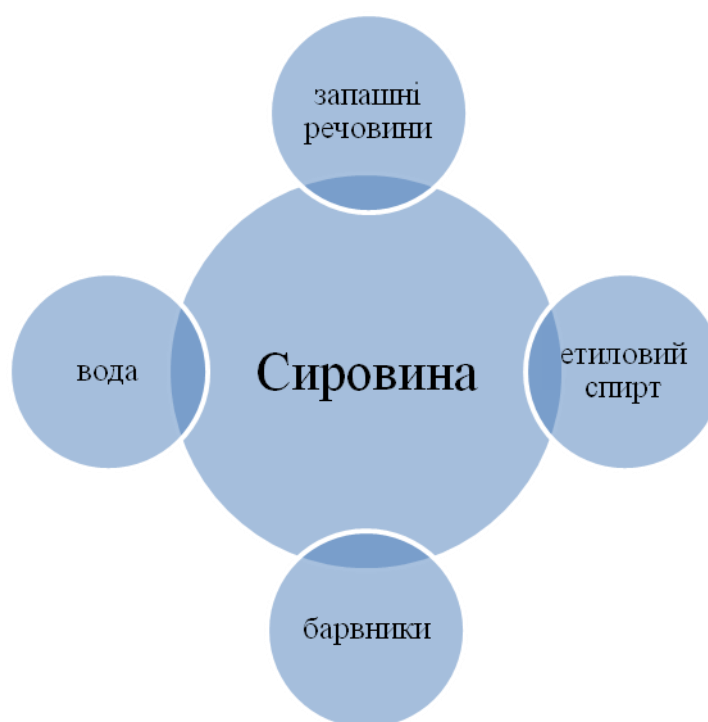 запашні
речовини
вода
Сировина
етиловий
спирт
барвники